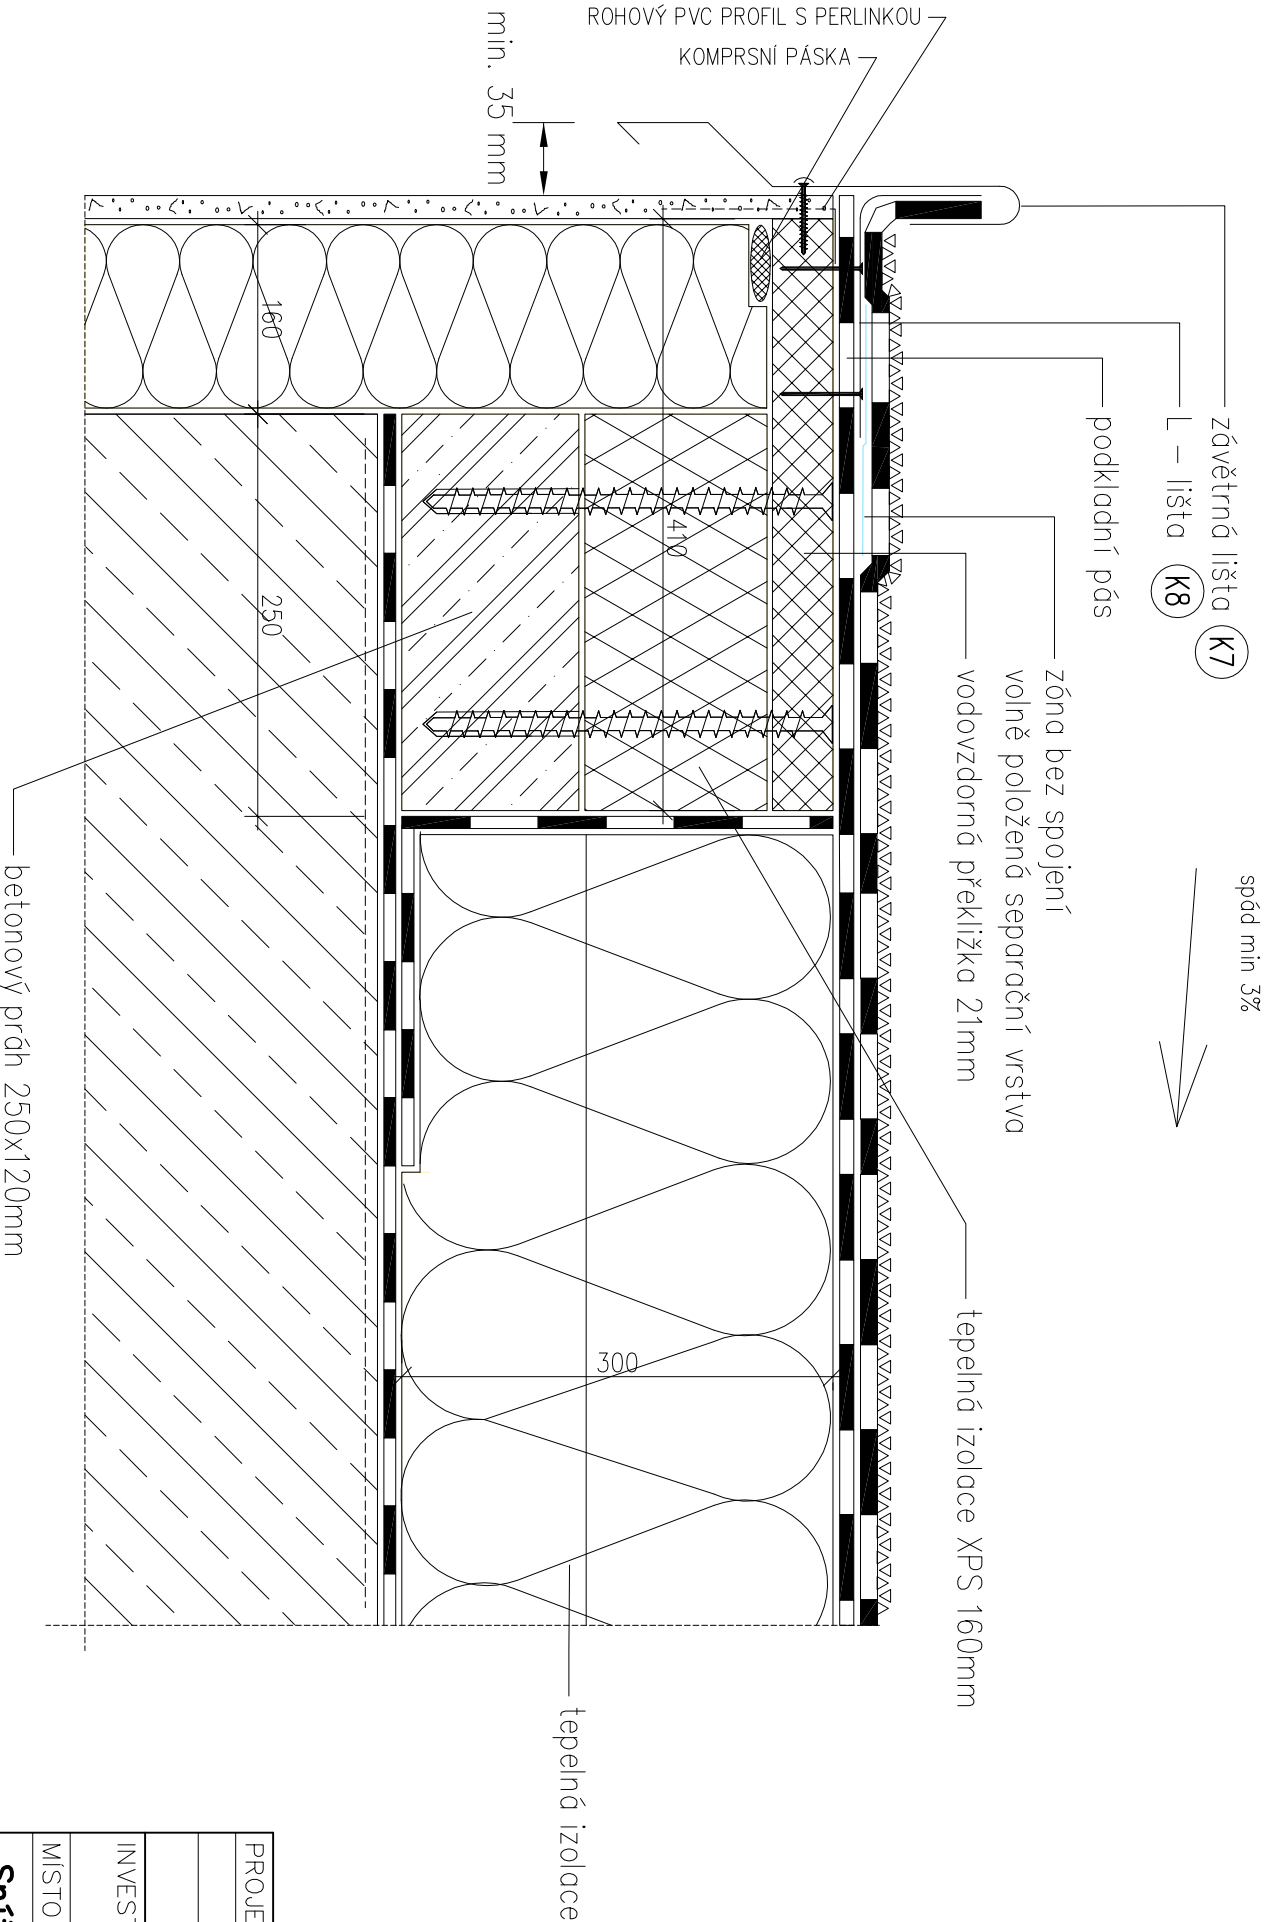 ROHOVÝ PVC PROFIL S PERLINKOU
KOMPRSNÍ PÁSKA
min. 35 mm
závětrná lišta K7
L - lišta K8
podkladní pás
zóna bez spojení
volně položená separační vrstva
vodovzdorná překližka 21mm
spád min 3%
tepelná izolace XPS 160mm
tepelná izolace
betonový práh 250x120mm
160
250
410
300
PROJE
INVEST
MÍSTO